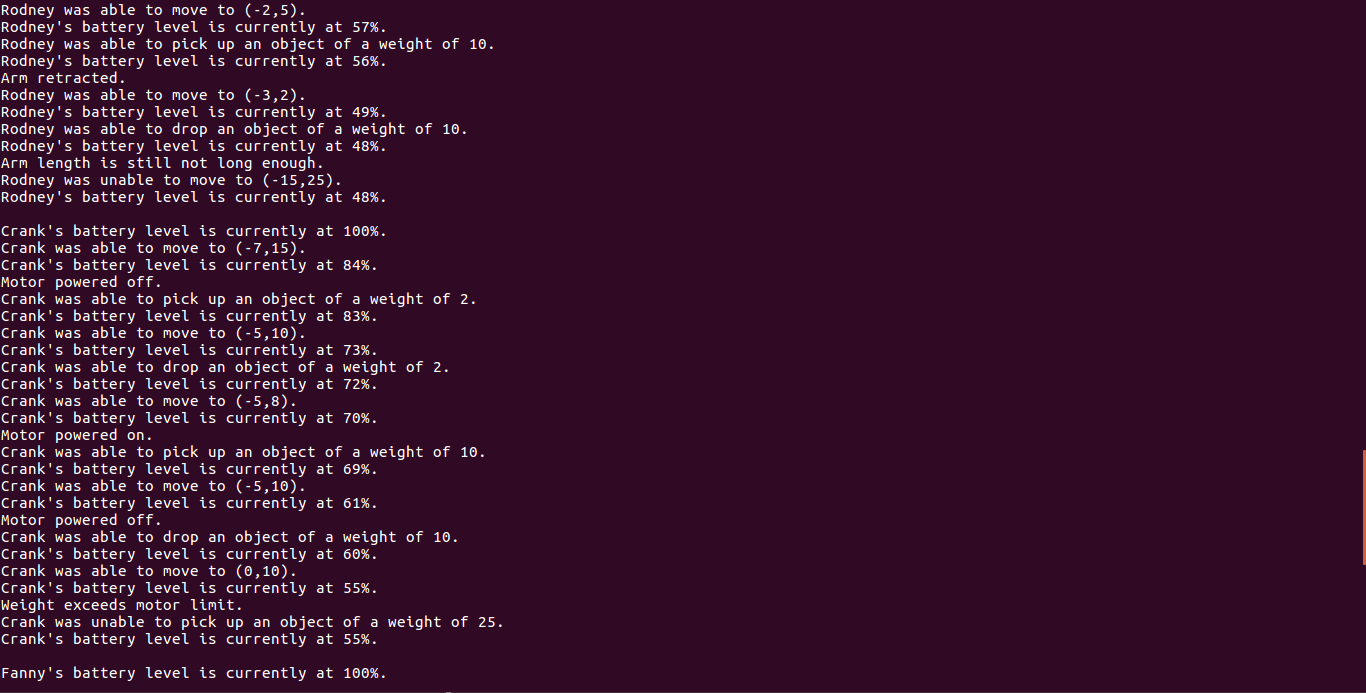 Rodney was able to move to (-2,5).
Rodney's battery level is currently at 57%.
Rodney was able to pick up an object of a weight of 10.
Rodney's battery level is currently at 56%.
Arm retracted.
Rodney was able to move to (-3,2).
Rodney's battery level is currently at 49%.
Rodney was able to drop an object of a weight of 10.
Rodney's battery level is currently at 48%.
Arm length is still not long enough.
Rodney was unable to move to (-15,25).
Rodney's battery level is currently at 48%.

Crank's battery level is currently at 100%.
Crank was able to move to (-7,15).
Crank's battery level is currently at 84%.
Motor powered off.
Crank was able to pick up an object of a weight of 2.
Crank's battery level is currently at 83%.
Crank was able to move to (-5,10).
Crank's battery level is currently at 73%.
Crank was able to drop an object of a weight of 2.
Crank's battery level is currently at 72%.
Crank was able to move to (-5,8).
Crank's battery level is currently at 70%.
Motor powered on.
Crank was able to pick up an object of a weight of 10.
Crank's battery level is currently at 69%.
Crank was able to move to (-5,10).
Crank's battery level is currently at 61%.
Motor powered off.
Crank was able to drop an object of a weight of 10.
Crank's battery level is currently at 60%.
Crank was able to move to (0,10).
Crank's battery level is currently at 55%.
Weight exceeds motor limit.
Crank was unable to pick up an object of a weight of 25.
Crank's battery level is currently at 55%.

Fanny's battery level is currently at 100%.